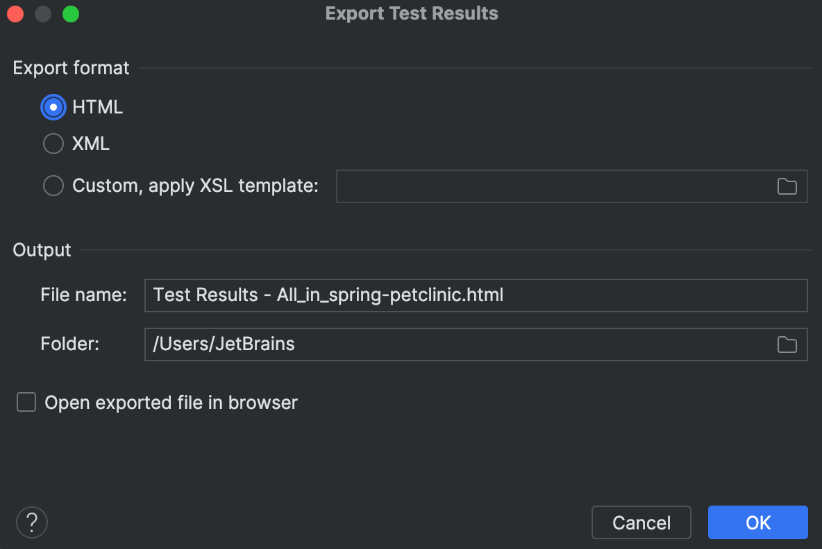 Export Test Results
Export format
HTML
XML
Custom, apply XSL template:
Output
File name: Test Results - All_in_spring-petclinic.html
Folder: /Users/JetBrains
Open exported file in browser
? Cancel OK